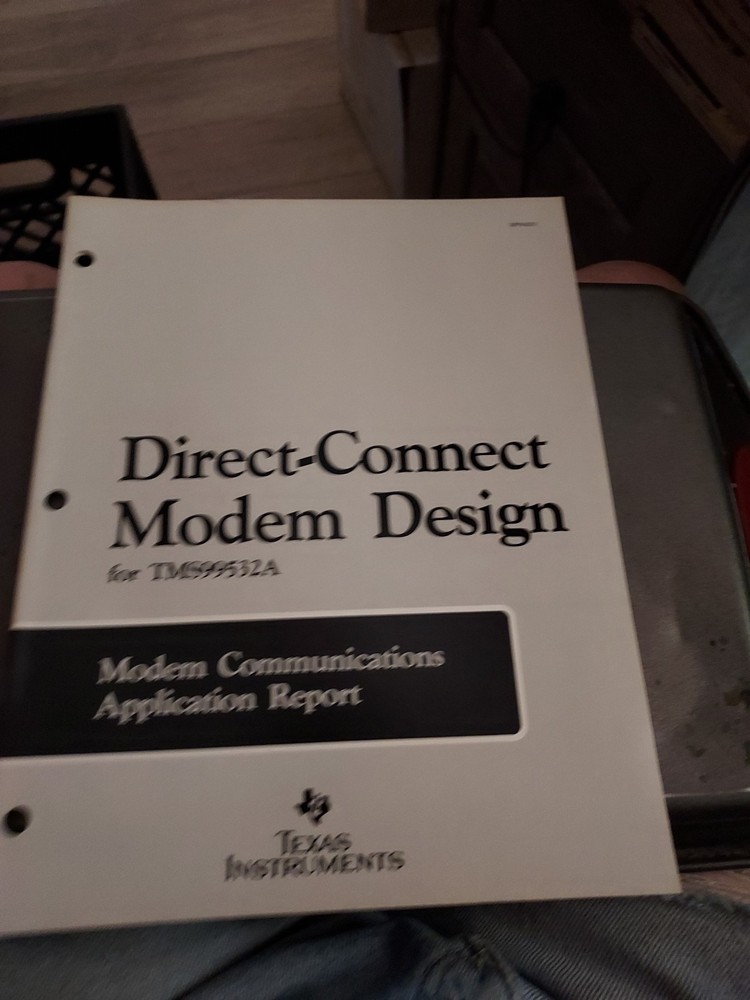 Direct-Connect
Modem Design
for TMS99532A
Modem Communications
Application Report
TEXAS
INSTRUMENTS